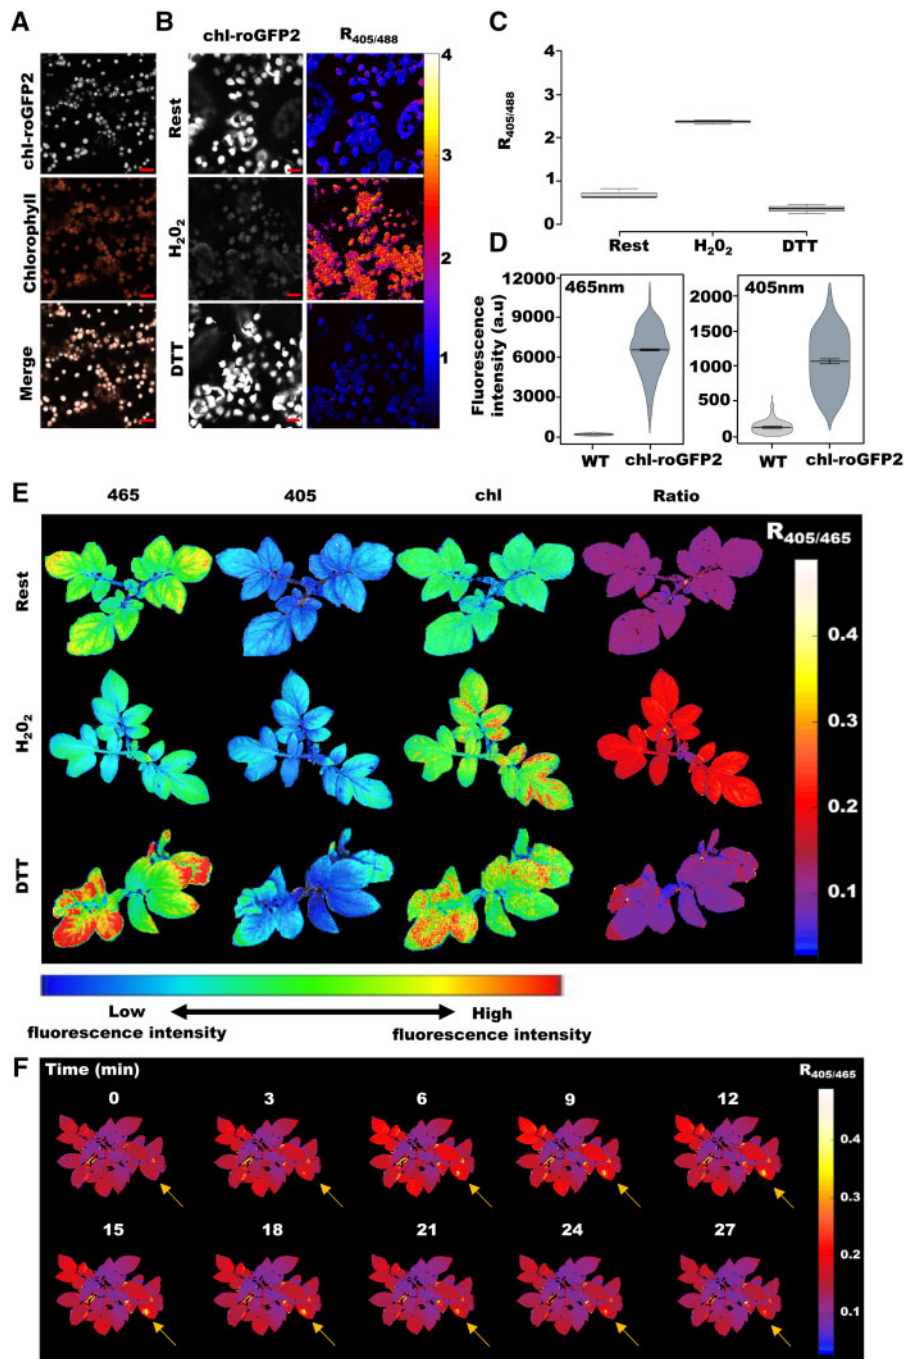 A
chl-roGFP2
Chlorophyll
Merge
B
chl-roGFP2 R405/488
Rest
H2O2
DTT
4
3
2
1
C
R405/488
4
3
2
1
0
Rest H2O2 DTT
D
Fluorescence
intensity (a.u)
465nm
12000
9000
6000
3000
0
WT chl-roGFP2
405nm
2000
1500
1000
500
0
WT chl-roGFP2
E
465 405 chl Ratio
Rest
H2O2
DTT
R405/465
0.4
0.3
0.2
0.1
Low High
fluorescence intensity fluorescence intensity
F
Time (min)
0 3 6 9 12
15 18 21 24 27
R405/465
0.4
0.3
0.2
0.1